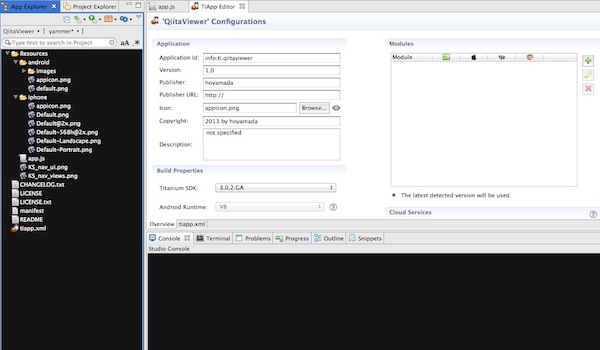 App Explorer
Project Explorer
QiitaViewer
[ yammer* ]
Type text to search in Project
aA
.*
Resources
android
images
appicon.png
default.png
iphone
appicon.png
Default.png
Default@2x.png
Default-568h@2x.png
Default-Landscape.png
Default-Portrait.png
app.js
KS_nav_ui.png
KS_nav_views.png
CHANGELOG.txt
LICENSE
LICENSE.txt
manifest
README
tiapp.xml
app.js
TiApp Editor
'QiitaViewer' Configurations
Application
Application Id: info.ti.qiitaviewer
Version: 1.0
Publisher: hoyamada
Publisher URL: http://
Icon: appicon.png Browse...
Copyright: 2013 by hoyamada
Description: not specified
Build Properties
Titanium SDK: 3.0.2.GA
Android Runtime: V8
Modules
Module
The latest detected version will be used
Cloud Services
Overview tiapp.xml
Console Terminal Problems Progress Outline Snippets
Studio Console